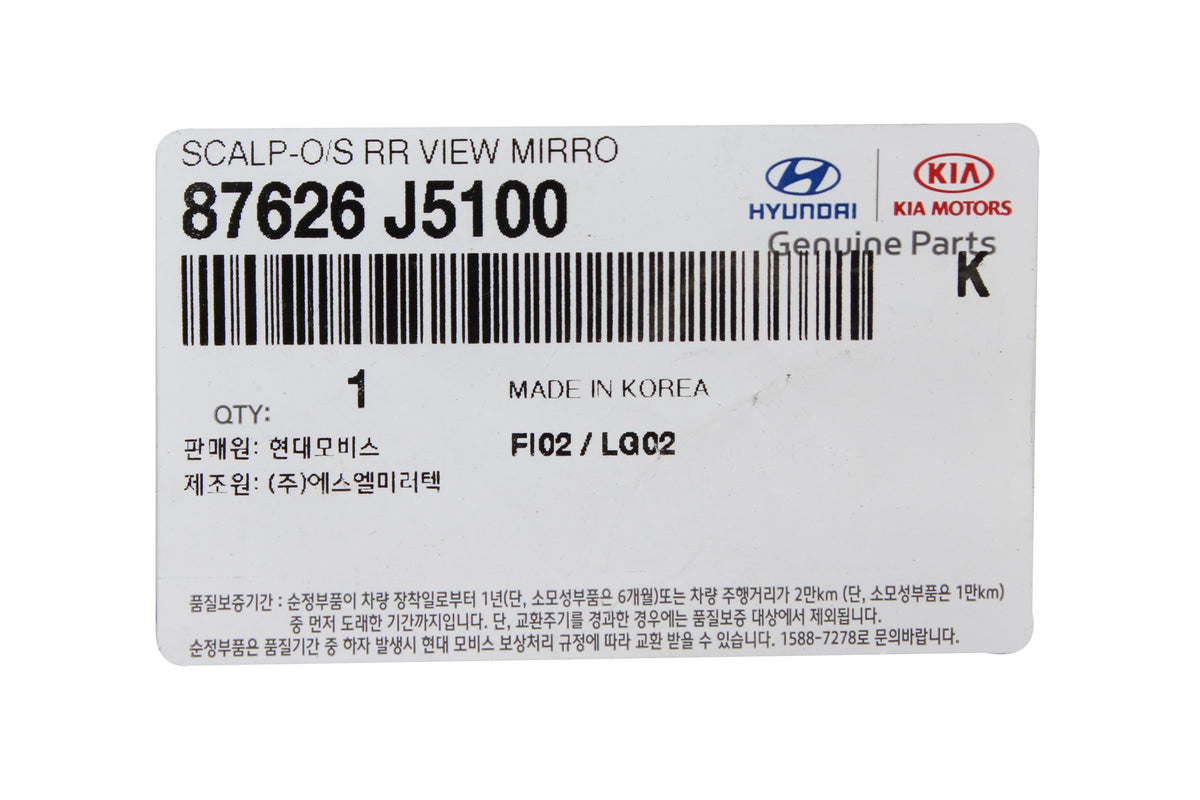 SCALP-O/S RR VIEW MIRRO
87626 J5100
HYUNDAI
KIA
KIA MOTORS
Genuine Parts
K
1
MADE IN KOREA
QTY:
판매원: 현대모비스
FI02 / LG02
제조원: (주)에스엘미러텍
품질보증기간 : 순정부품이 차량 장착일로부터 1년(단, 소모성부품은 6개월)또는 차량 주행거리가 2만km (단, 소모성부품은 1만km)
중 먼저 도래한 기간까지입니다. 단, 교환주기를 경과한 경우에는 품질보증 대상에서 제외됩니다.
순정부품은 품질기간 중 하자 발생시 현대 모비스 보상처리 규정에 따라 교환 받을 수 있습니다. 1588-7278로 문의바랍니다.